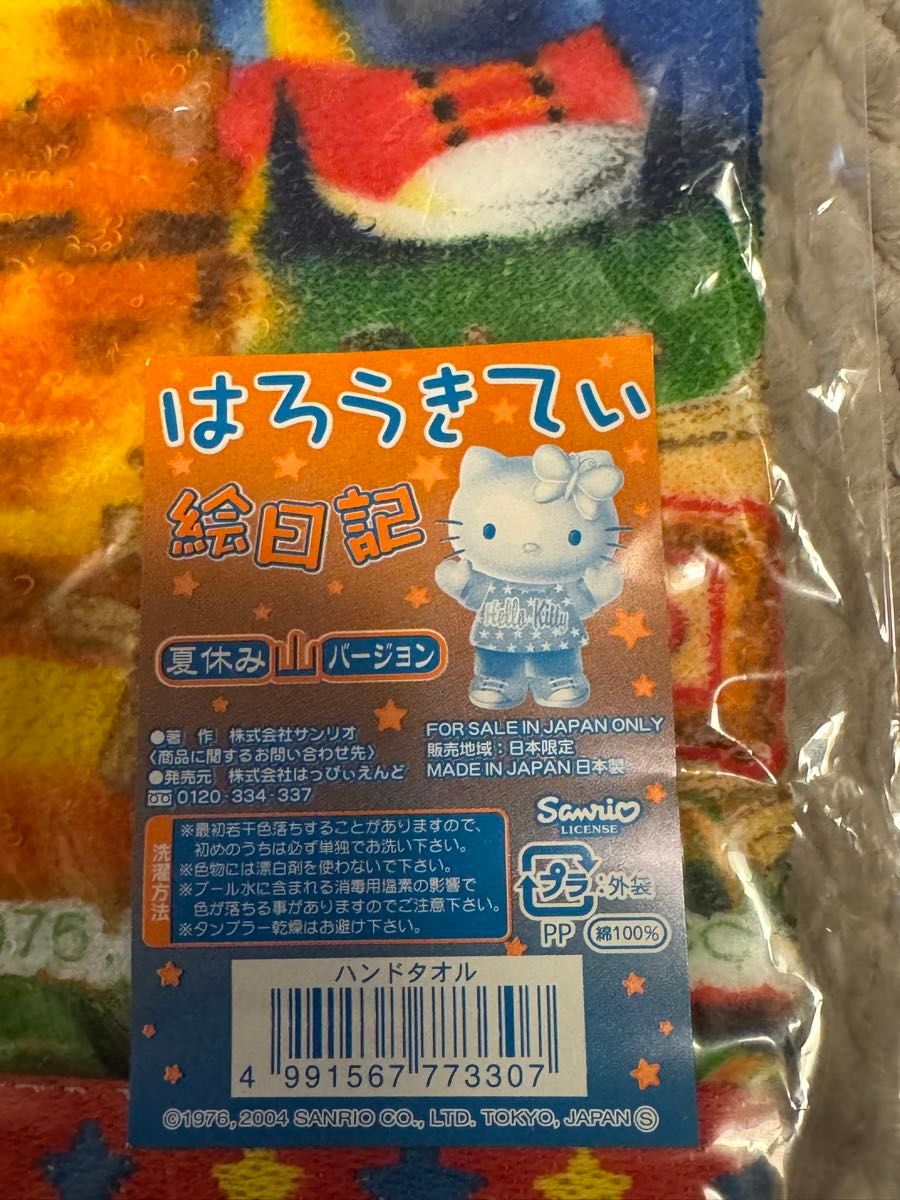 はろうきてぃ
絵日記
Hello Kitty
夏休み 山 バージョン
●著 作 株式会社サンリオ
〈商品に関するお問い合わせ先〉
●発売元 株式会社はっぴぃえんど
0120-334-337
FOR SALE IN JAPAN ONLY
販売地域：日本限定
MADE IN JAPAN 日本製
Sanrio
LICENSE
洗濯方法
※最初若干色落ちすることがありますので、
初めのうちは必ず単独でお洗い下さい。
※色物には漂白剤を使わないで下さい。
※プール水に含まれる消毒用塩素の影響で
色が落ちる事がありますのでご注意下さい。
※タンブラー乾燥はお避け下さい。
プラ：外袋
PP 綿100%
ハンドタオル
4 991567 773307
©1976, 2004 SANRIO CO., LTD. TOKYO, JAPAN Ⓢ